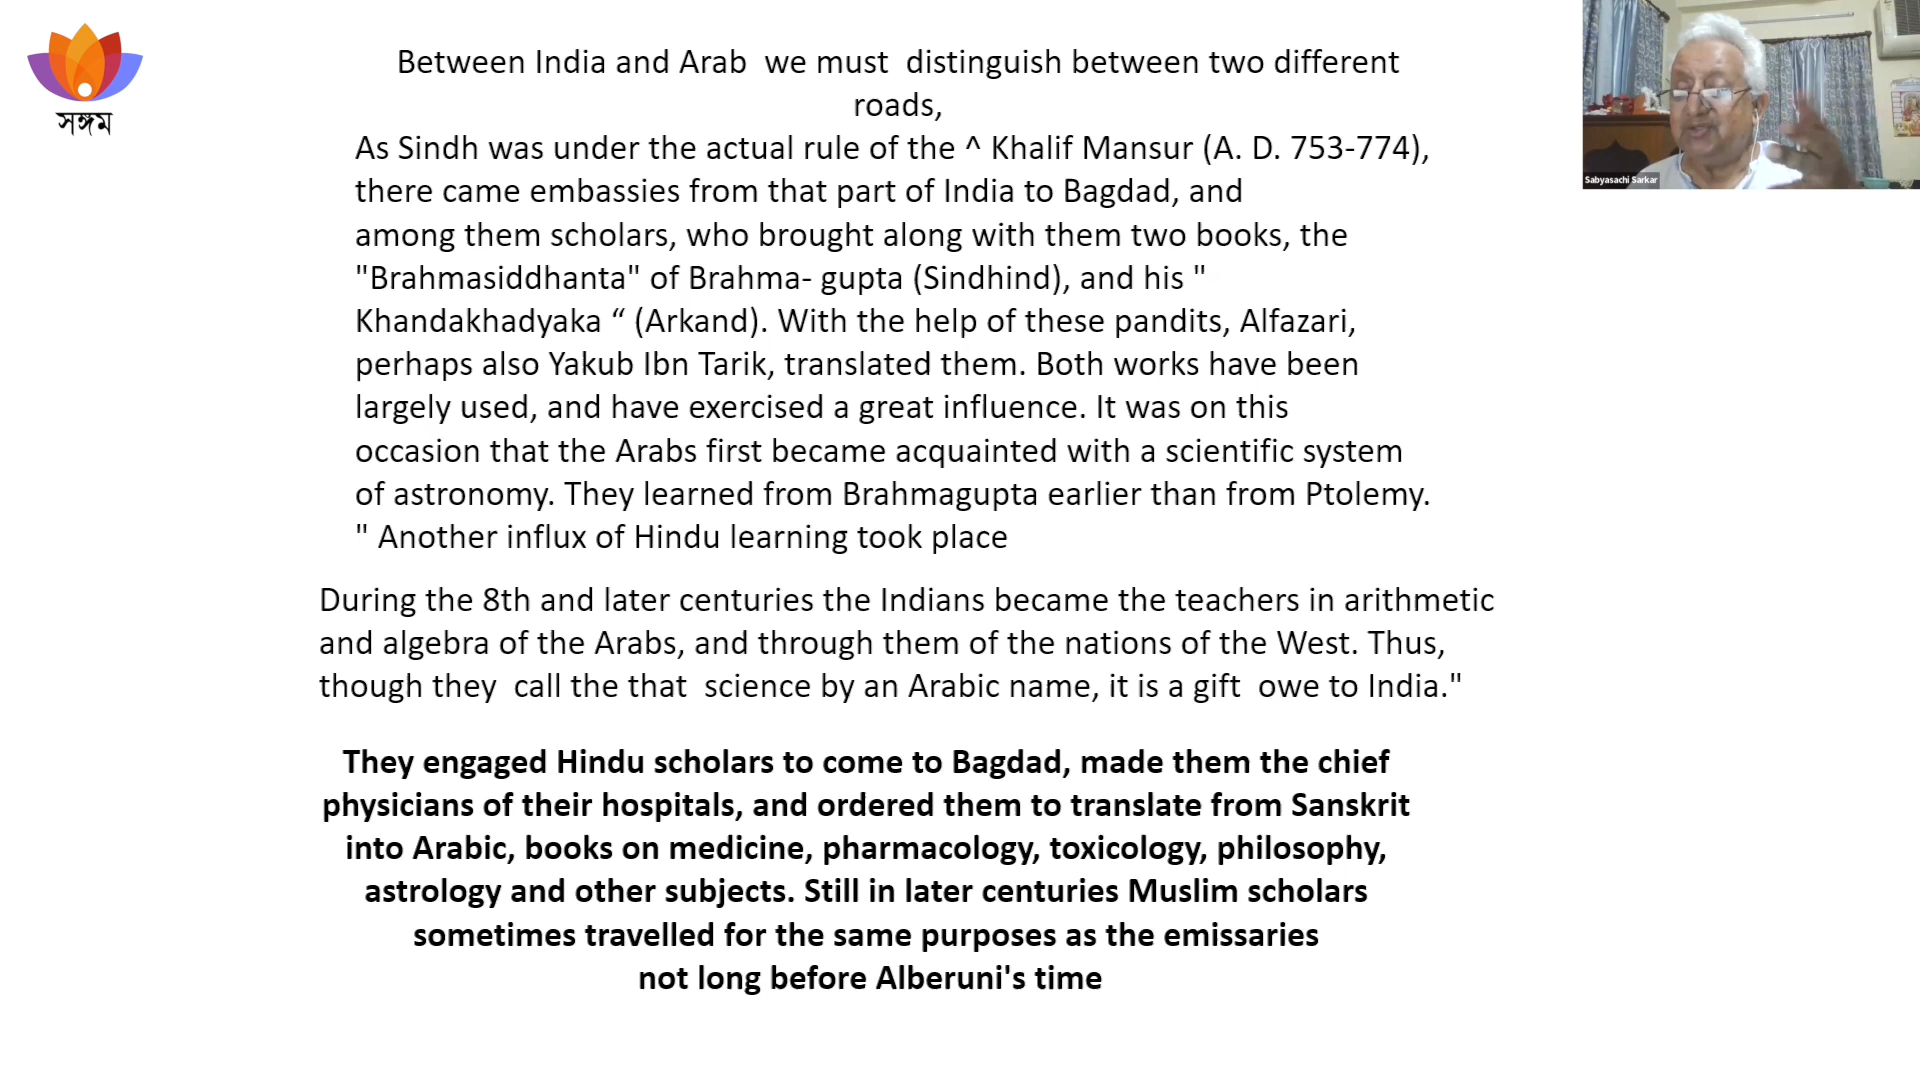 সঙ্গম
Between India and Arab  we must  distinguish between two different
roads,
As Sindh was under the actual rule of the ^ Khalif Mansur (A. D. 753-774),
there came embassies from that part of India to Bagdad, and
among them scholars, who brought along with them two books, the
"Brahmasiddhanta" of Brahma- gupta (Sindhind), and his "
Khandakhadyaka “ (Arkand). With the help of these pandits, Alfazari,
perhaps also Yakub Ibn Tarik, translated them. Both works have been
largely used, and have exercised a great influence. It was on this
occasion that the Arabs first became acquainted with a scientific system
of astronomy. They learned from Brahmagupta earlier than from Ptolemy.
" Another influx of Hindu learning took place
During the 8th and later centuries the Indians became the teachers in arithmetic
and algebra of the Arabs, and through them of the nations of the West. Thus,
though they  call the that  science by an Arabic name, it is a gift  owe to India."
They engaged Hindu scholars to come to Bagdad, made them the chief
physicians of their hospitals, and ordered them to translate from Sanskrit
into Arabic, books on medicine, pharmacology, toxicology, philosophy,
astrology and other subjects. Still in later centuries Muslim scholars
sometimes travelled for the same purposes as the emissaries
not long before Alberuni's time
Sabyasachi Sarkar